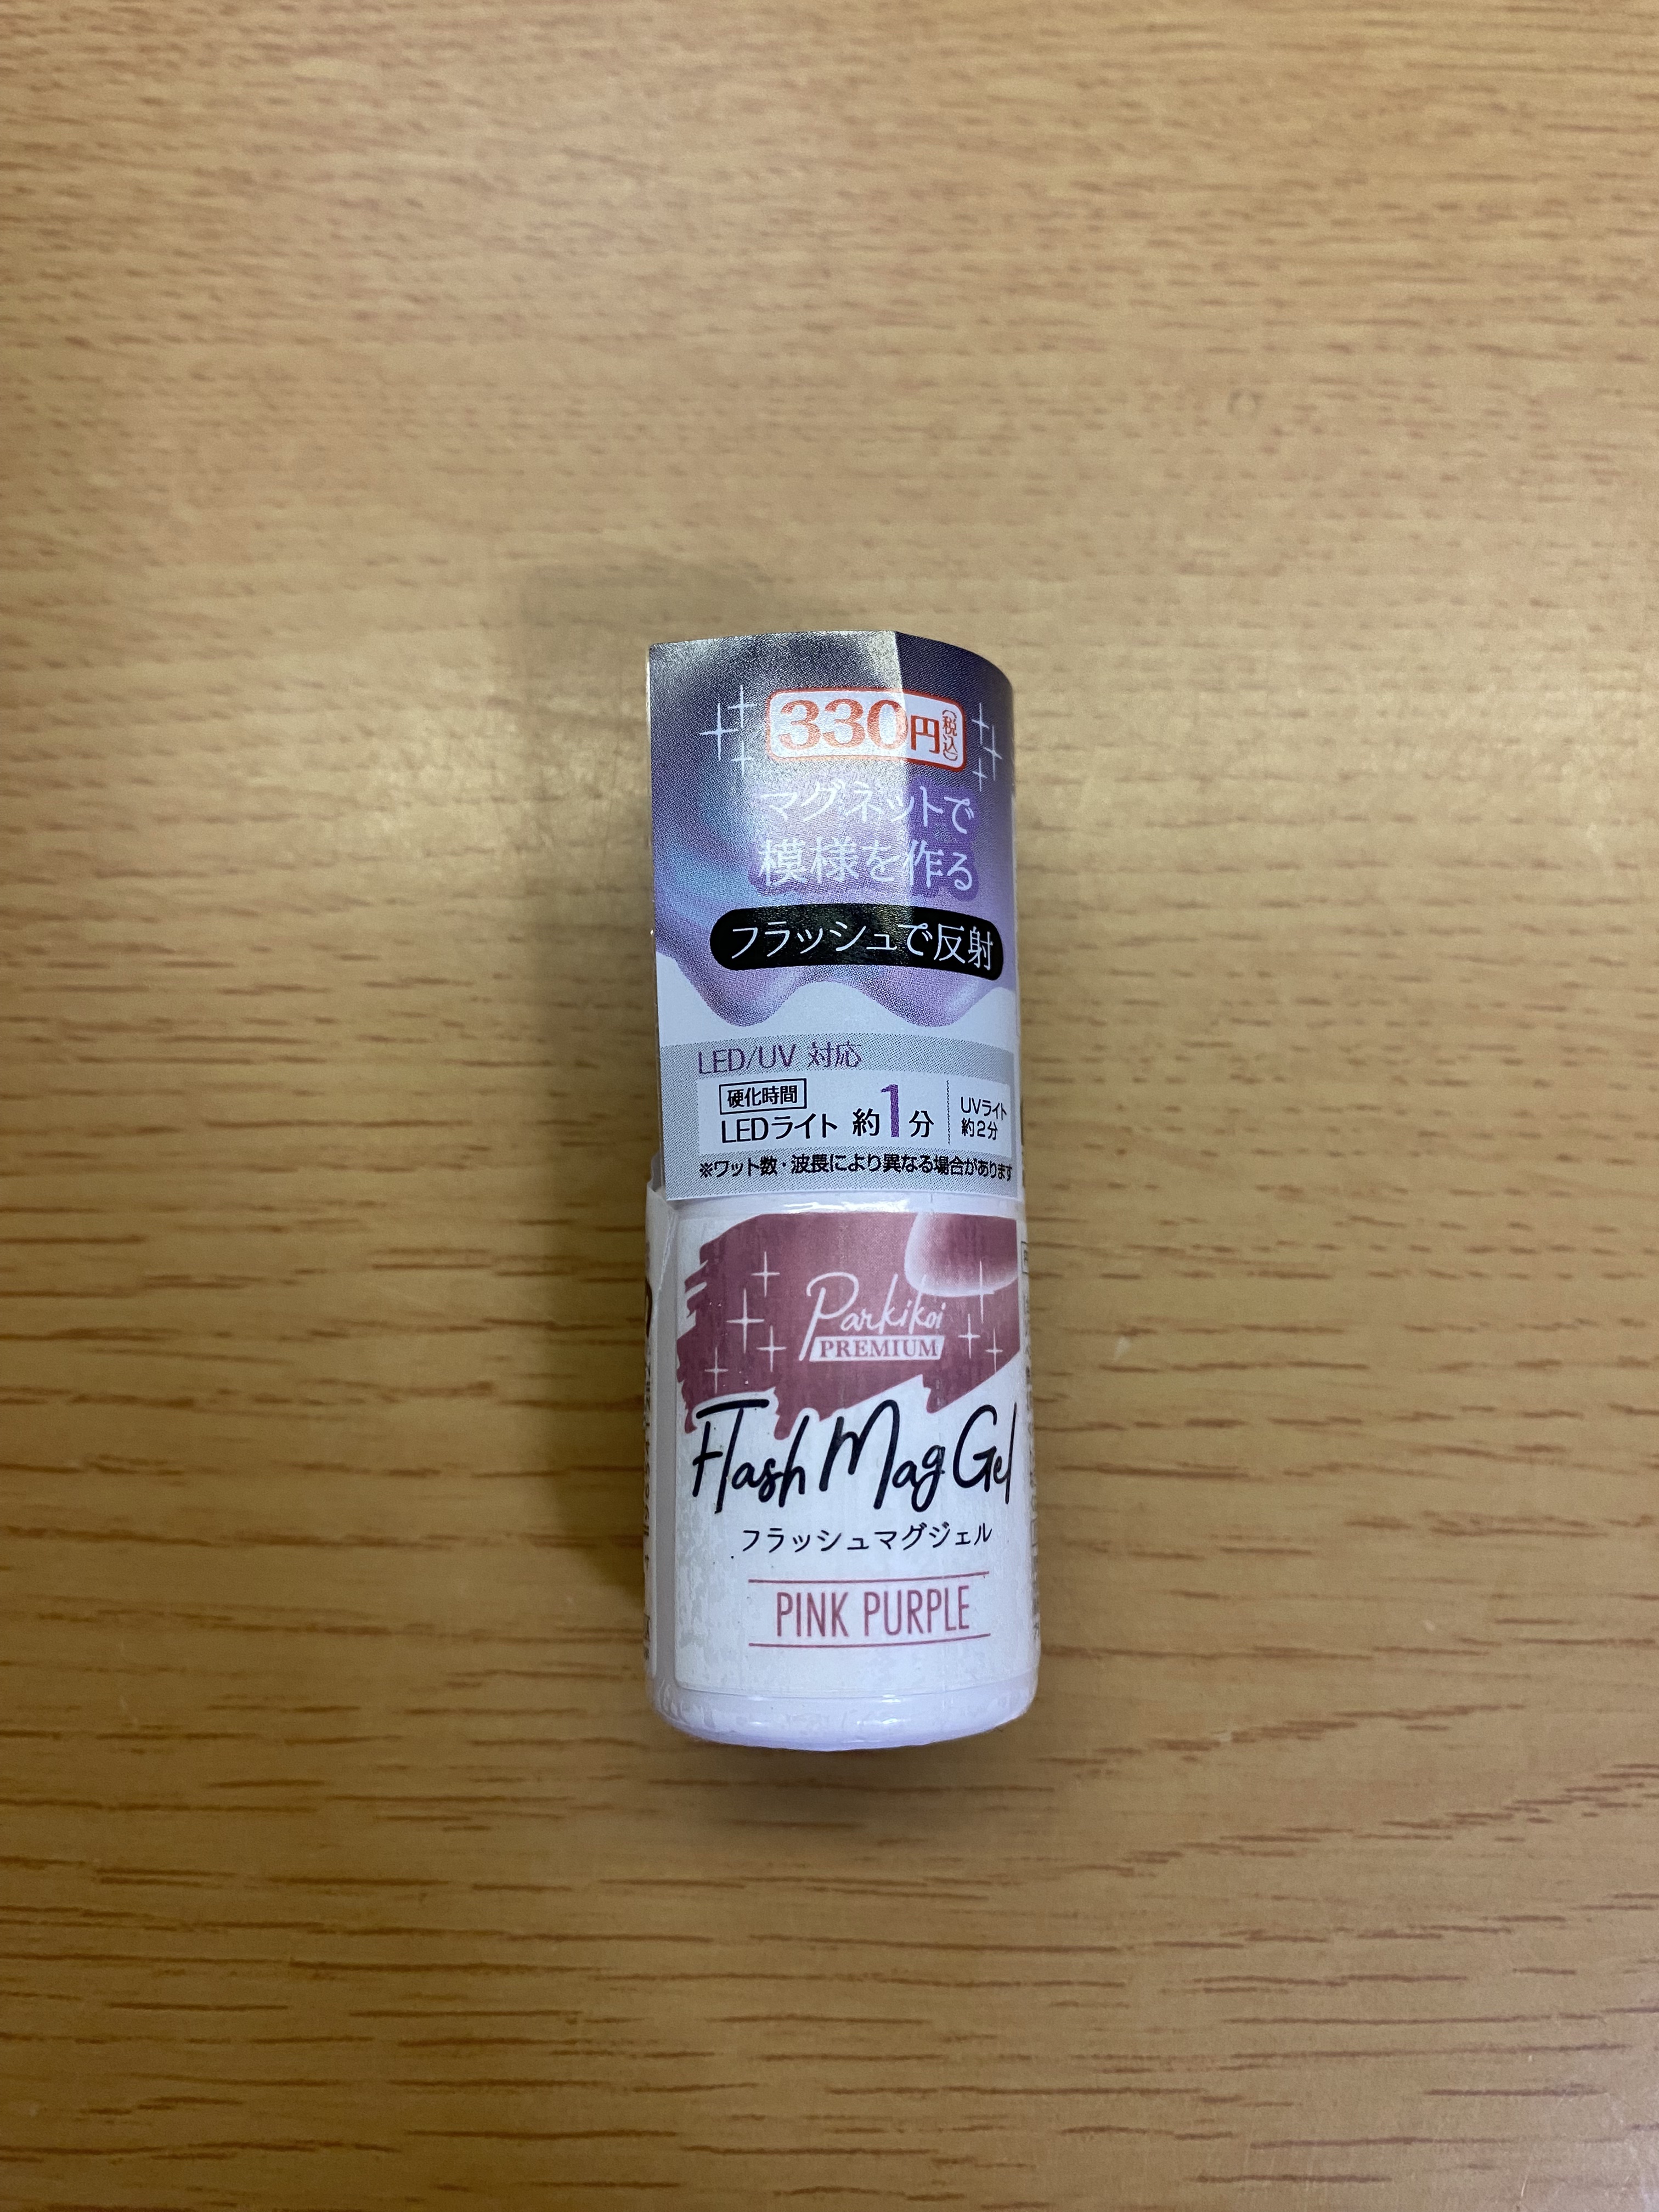 330円(税込)
マグネットで
模様を作る
フラッシュで反射
LED/UV 対応
硬化時間
LEDライト 約1分
UVライト
約2分
※ワット数・波長により異なる場合があります
Parkikoi
PREMIUM
Flash Mag Gel
フラッシュマグジェル
PINK PURPLE